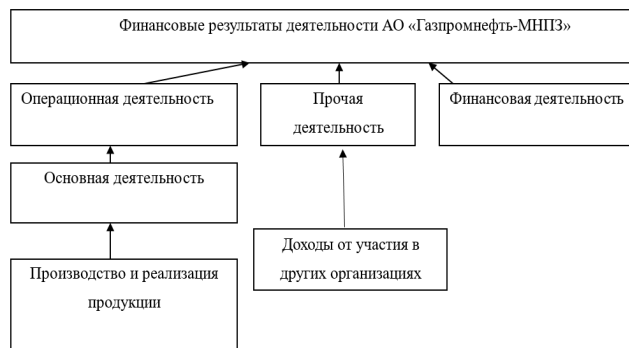 Финансовые результаты деятельности АО «Газпромнефть-МНПЗ»
Операционная деятельность
Прочая
деятельность
Финансовая деятельность
Основная деятельность
Доходы от участия в
других организациях
Производство и реализация
продукции